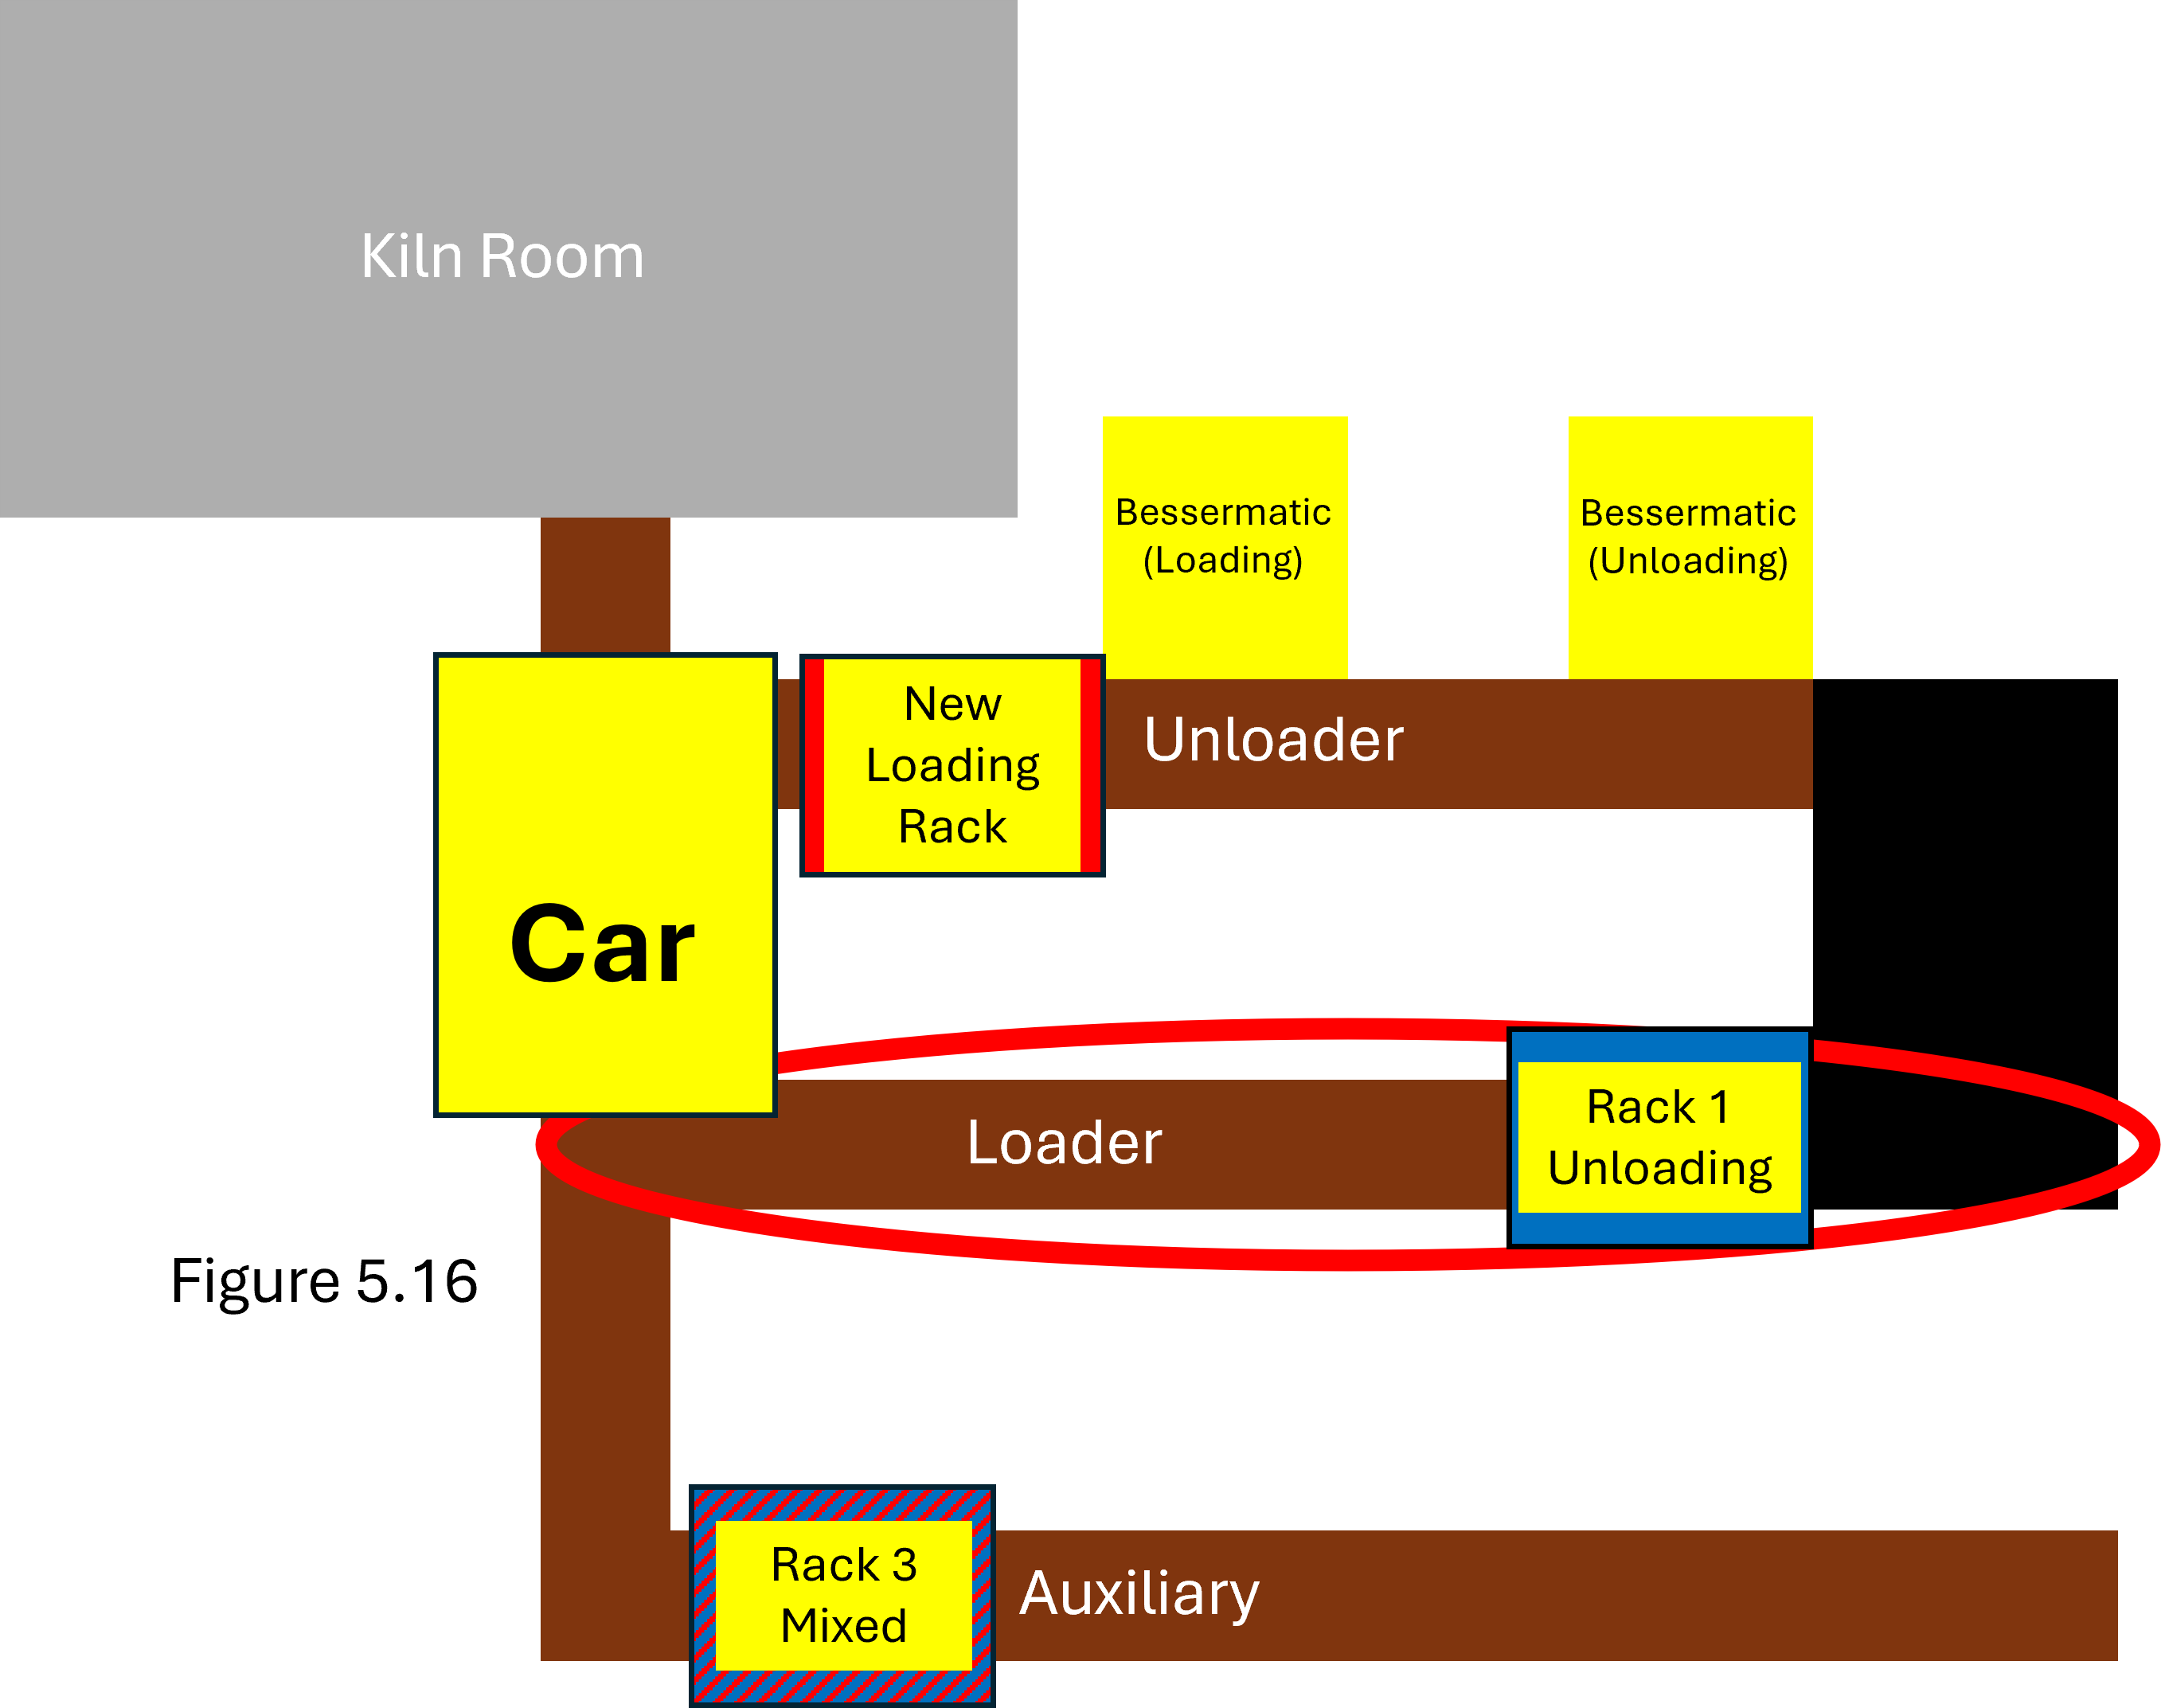 Kiln Room
Bessermatic
(Loading)
Bessermatic
(Unloading)
New
Loading
Rack
Unloader
Car
Rack 1
Unloading
Loader
Figure 5.16
Rack 3
Mixed
Auxiliary